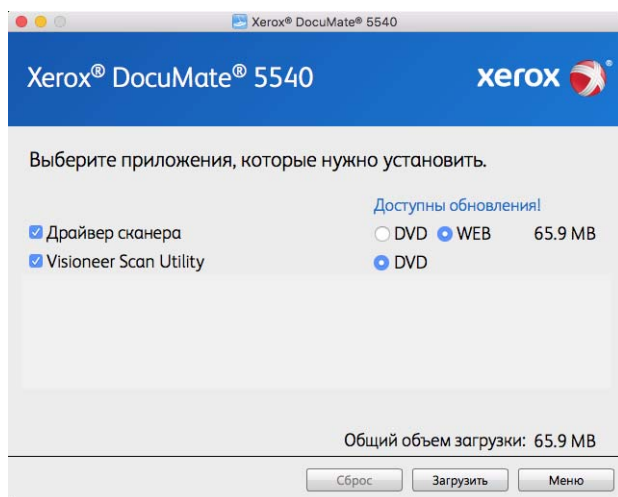 Xerox® DocuMate® 5540
Xerox® DocuMate® 5540
xerox®
Выберите приложения, которые нужно установить.
Доступны обновления!
Драйвер сканера DVD WEB 65.9 MB
Visioneer Scan Utility DVD
Общий объем загрузки: 65.9 MB
Сброс Загрузить Меню